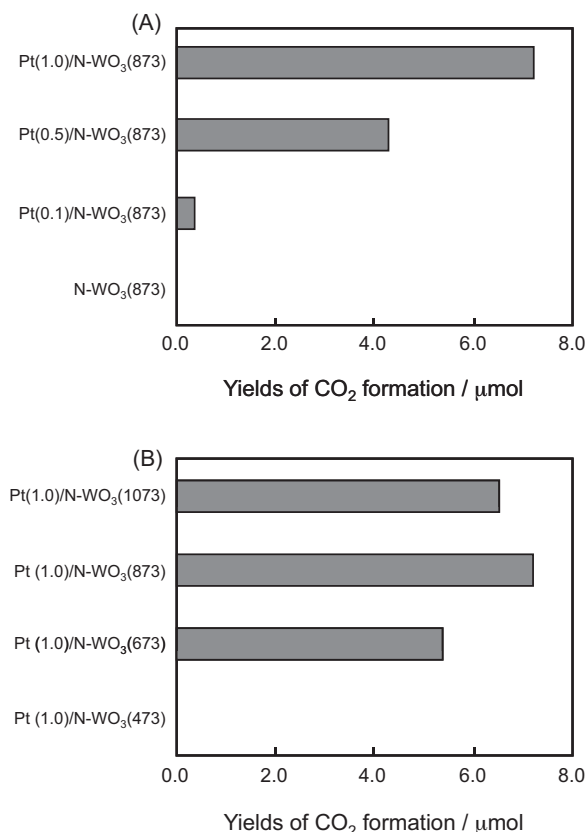 (A)
Pt(1.0)/N-WO₃(873)
Pt(0.5)/N-WO₃(873)
Pt(0.1)/N-WO₃(873)
N-WO₃(873)
0.0 2.0 4.0 6.0 8.0
Yields of CO₂ formation / μmol
(B)
Pt(1.0)/N-WO₃(1073)
Pt (1.0)/N-WO₃(873)
Pt (1.0)/N-WO₃(673)
Pt (1.0)/N-WO₃(473)
0.0 2.0 4.0 6.0 8.0
Yields of CO₂ formation / μmol